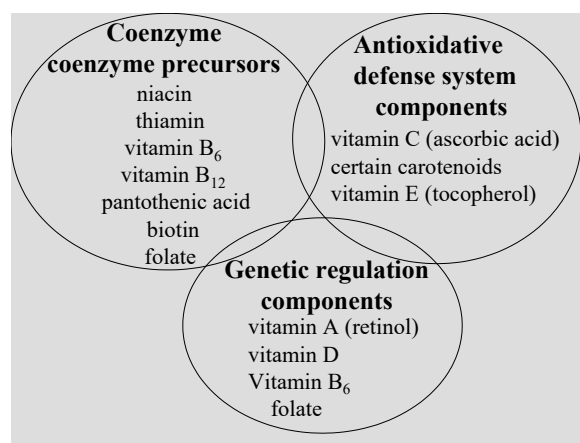 Coenzyme
coenzyme precursors
niacin
thiamin
vitamin B₆
vitamin B₁₂
pantothenic acid
biotin
folate
Antioxidative
defense system
components
vitamin C (ascorbic acid)
certain carotenoids
vitamin E (tocopherol)
Genetic regulation
components
vitamin A (retinol)
vitamin D
Vitamin B₆
folate